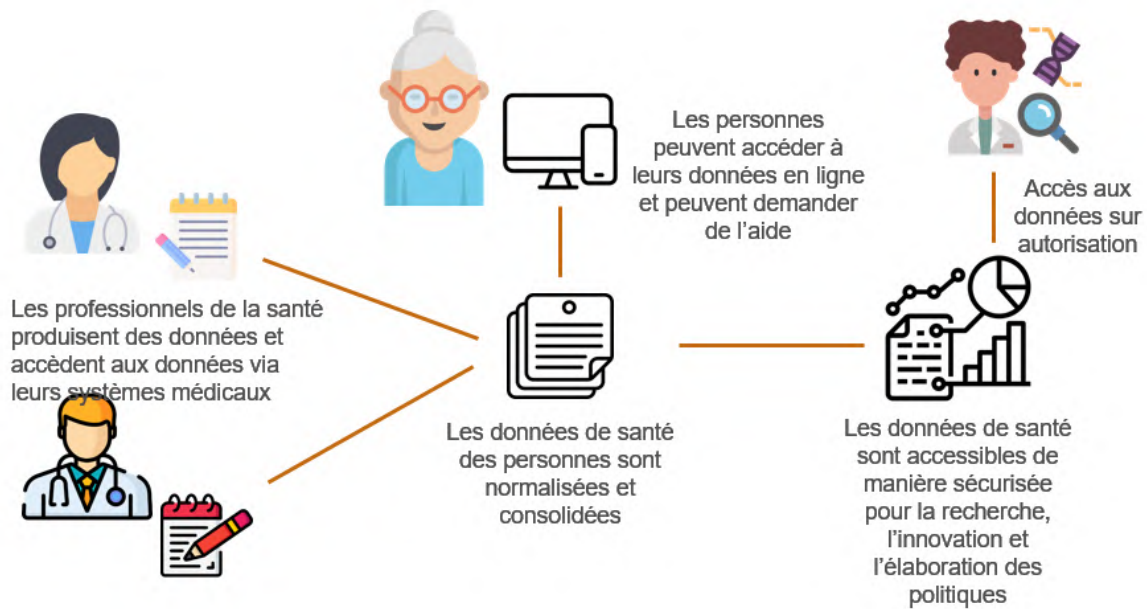 Les personnes
peuvent accéder à
leurs données en ligne
et peuvent demander
de l'aide
Accès aux
données sur
autorisation
Les professionnels de la santé
produisent des données et
accèdent aux données via
leurs systèmes médicaux
Les données de santé
des personnes sont
normalisées et
consolidées
Les données de santé
sont accessibles de
manière sécurisée
pour la recherche,
l'innovation et
l'élaboration des
politiques